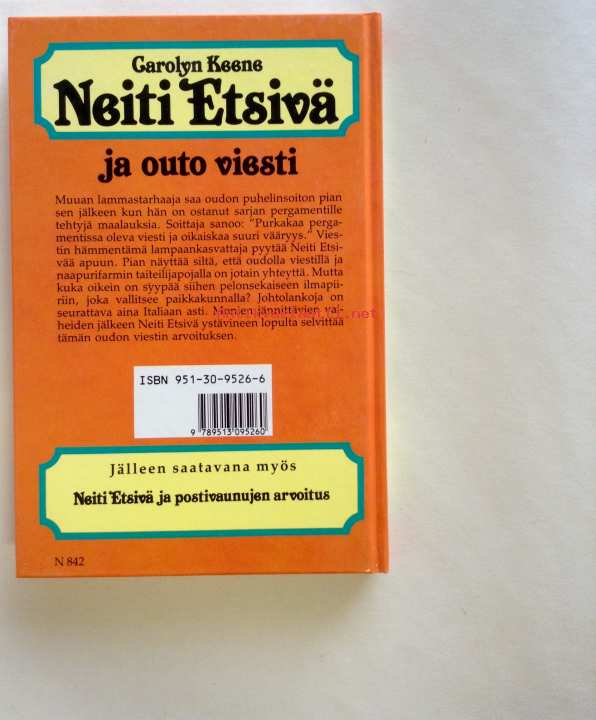 Carolyn Keene
Neiti Etsivä
ja outo viesti
Muuan lammastarhaaja saa oudon puhelinsoiton pian
sen jälkeen kun hän on ostanut sarjan pergamentille
tehtyjä maalauksia. Soittaja sanoo: "Purkakaa perga-
mentissa oleva viesti ja oikaiskaa suuri vääryys." Vies-
tin hämmentämä lampaankasvattaja pyytää Neiti Etsi-
vää apuun. Pian näyttää siltä, että oudolla viestillä ja
naapurifarmin taiteilijapojalla on jotain yhteyttä. Mutta
kuka oikein on syypää siihen pelonsekaiseen ilmapii-
riin, joka vallitsee paikkakunnalla? Johtolankoja on
seurattava aina Italiaan asti. Monien jännittävien vai-
heiden jälkeen Neiti Etsivä ystävineen lopulta selvittää
tämän oudon viestin arvoituksen.
ISBN 951-30-9526-6
9 789513 095260
Jälleen saatavana myös
Neiti Etsivä ja postivaunujen arvoitus
N 842